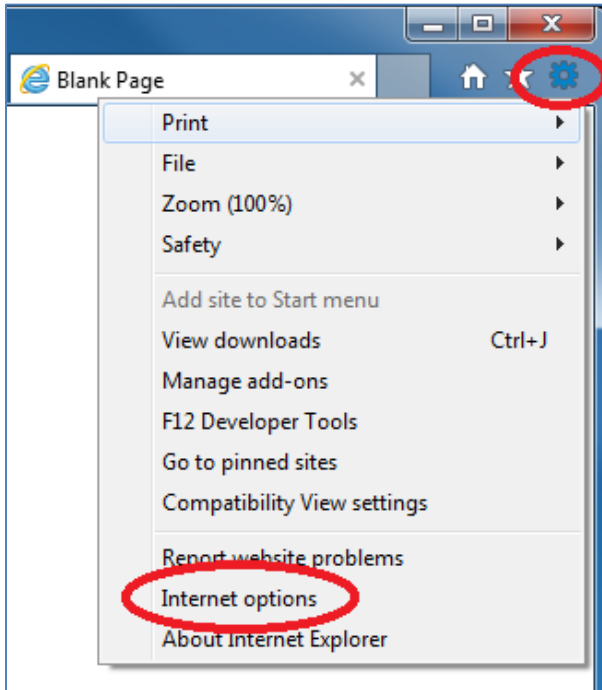 Blank Page
Print
File
Zoom (100%)
Safety
Add site to Start menu
View downloads Ctrl+J
Manage add-ons
F12 Developer Tools
Go to pinned sites
Compatibility View settings
Report website problems
Internet options
About Internet Explorer